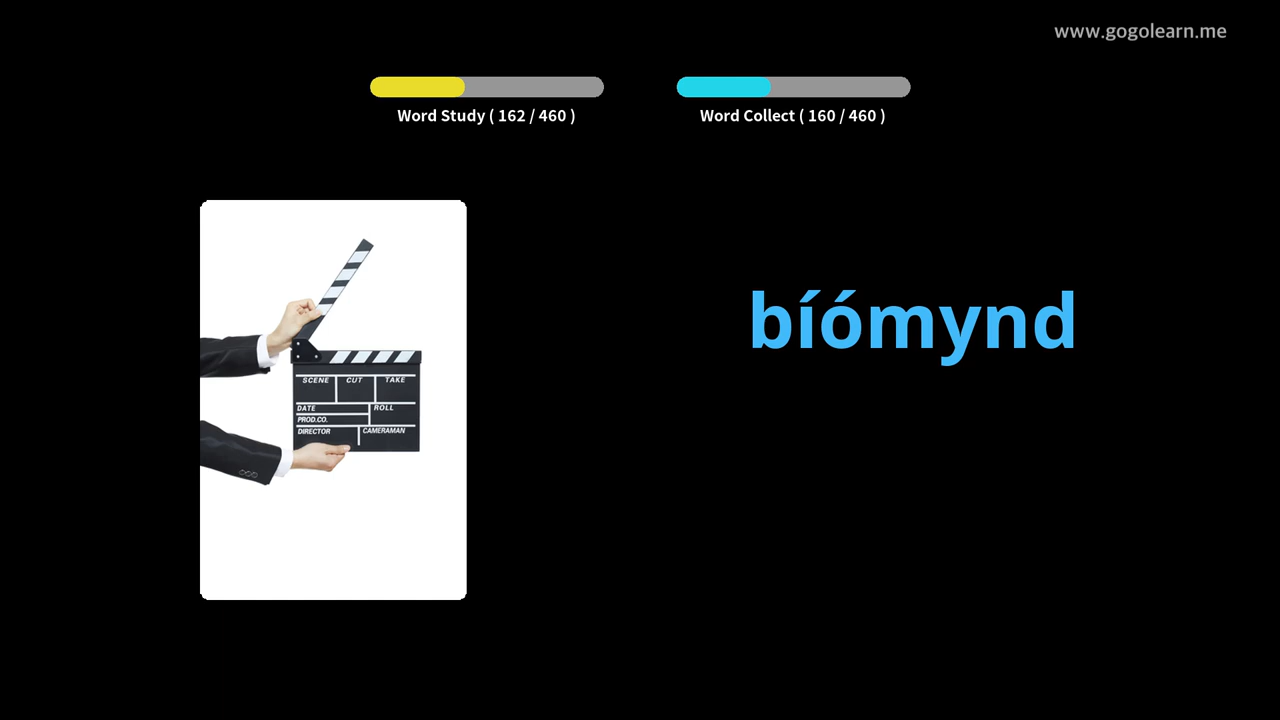 www.gogolearn.me
Word Study ( 162 / 460 )
Word Collect ( 160 / 460 )
bíómynd
SCENE CUT TAKE
DATE ROLL
PROD.CO.
DIRECTOR CAMERAMAN